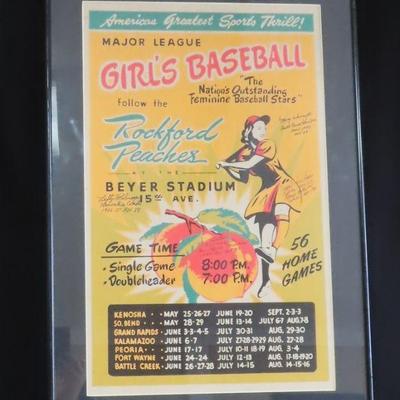 Americas Greatest Sports Thrill!
MAJOR LEAGUE
GIRL'S BASEBALL
"The
Nation's Outstanding
Feminine Baseball Stars"
follow the
Rockford
Peaches
AT THE
BEYER STADIUM
15TH AVE.
GAME TIME
• Single Game 8:00 P.M.
• Doubleheader 7:00 P.M.
56
HOME
GAMES
KENOSHA MAY 25-26-27 JUNE 19-20 SEPT. 2-3-3
SO. BEND MAY 28-29 JUNE 13-14 JULY 6-7 AUG. 7-8
GRAND RAPIDS JUNE 3-3-4-5 JULY 30-31 AUG. 29-30
KALAMAZOO JUNE 6-7 JULY 27-28-29-29 AUG. 27-28
PEORIA JUNE 17-17 JULY 10-11 18-19 AUG. 3-4
FORT WAYNE JUNE 24-24 JULY 12-13 AUG. 17-18-19-20
BATTLE CREEK JUNE 26-27-28 JULY 14-15 AUG. 14-15-16